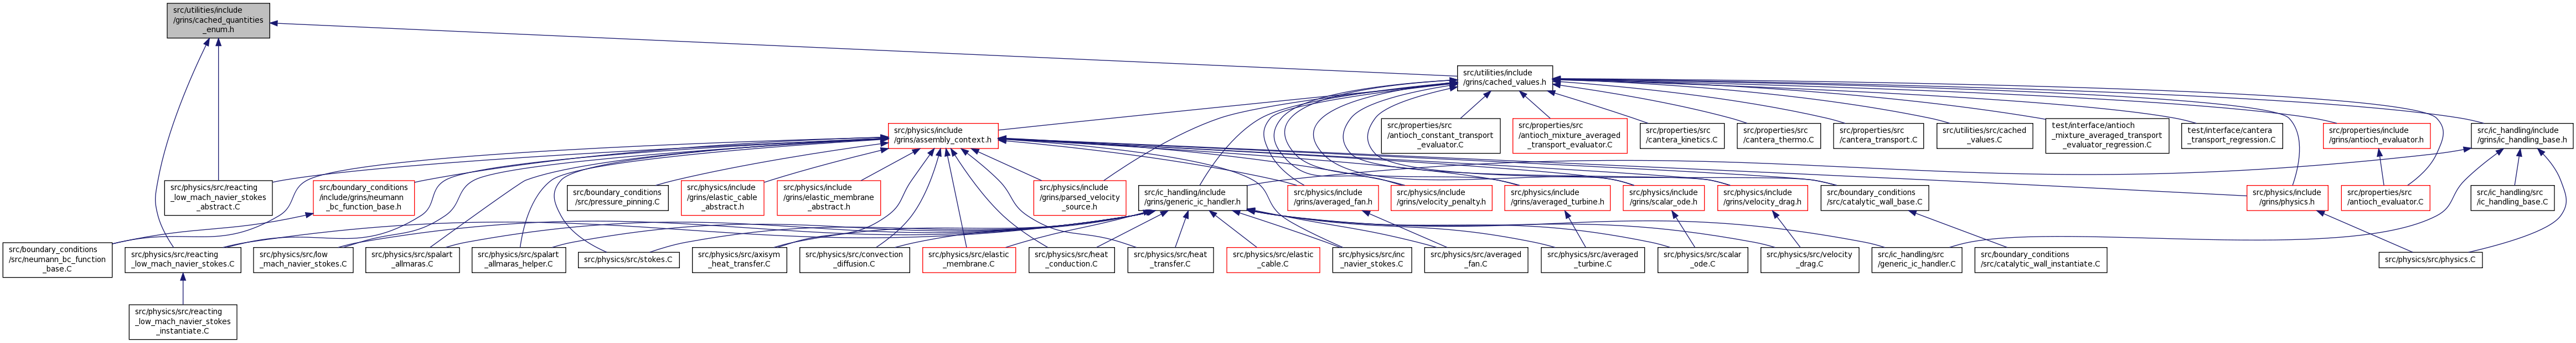 src/utilities/include
/grins/cached_quantities
_enum.h
src/utilities/include
/grins/cached_values.h
src/physics/include
/grins/assembly_context.h
src/properties/src
/antioch_constant_transport
_evaluator.C
src/properties/src
/antioch_mixture_averaged
_transport_evaluator.C
src/properties/src
/cantera_kinetics.C
src/properties/src
/cantera_thermo.C
src/properties/src
/cantera_transport.C
src/utilities/src/cached
_values.C
test/interface/antioch
_mixture_averaged_transport
_evaluator_regression.C
test/interface/cantera
_transport_regression.C
src/properties/include
/grins/antioch_evaluator.h
src/ic_handling/include
/grins/ic_handling_base.h
src/physics/src/reacting
_low_mach_navier_stokes
_abstract.C
src/boundary_conditions
/include/grins/neumann
_bc_function_base.h
src/boundary_conditions
/src/pressure_pinning.C
src/physics/include
/grins/elastic_cable
_abstract.h
src/physics/include
/grins/elastic_membrane
_abstract.h
src/physics/include
/grins/parsed_velocity
_source.h
src/ic_handling/include
/grins/generic_ic_handler.h
src/physics/include
/grins/averaged_fan.h
src/physics/include
/grins/velocity_penalty.h
src/physics/include
/grins/averaged_turbine.h
src/physics/include
/grins/scalar_ode.h
src/physics/include
/grins/velocity_drag.h
src/boundary_conditions
/src/catalytic_wall_base.C
src/physics/include
/grins/physics.h
src/properties/src
/antioch_evaluator.C
src/ic_handling/src
/ic_handling_base.C
src/boundary_conditions
/src/neumann_bc_function
_base.C
src/physics/src/reacting
_low_mach_navier_stokes.C
src/physics/src/low
_mach_navier_stokes.C
src/physics/src/spalart
_allmaras.C
src/physics/src/spalart
_allmaras_helper.C
src/physics/src/stokes.C
src/physics/src/axisym
_heat_transfer.C
src/physics/src/convection
_diffusion.C
src/physics/src/elastic
_membrane.C
src/physics/src/heat
_conduction.C
src/physics/src/heat
_transfer.C
src/physics/src/elastic
_cable.C
src/physics/src/inc
_navier_stokes.C
src/physics/src/averaged
_fan.C
src/physics/src/averaged
_turbine.C
src/physics/src/scalar
_ode.C
src/physics/src/velocity
_drag.C
src/ic_handling/src
/generic_ic_handler.C
src/boundary_conditions
/src/catalytic_wall_instantiate.C
src/physics/src/physics.C
src/physics/src/reacting
_low_mach_navier_stokes
_instantiate.C